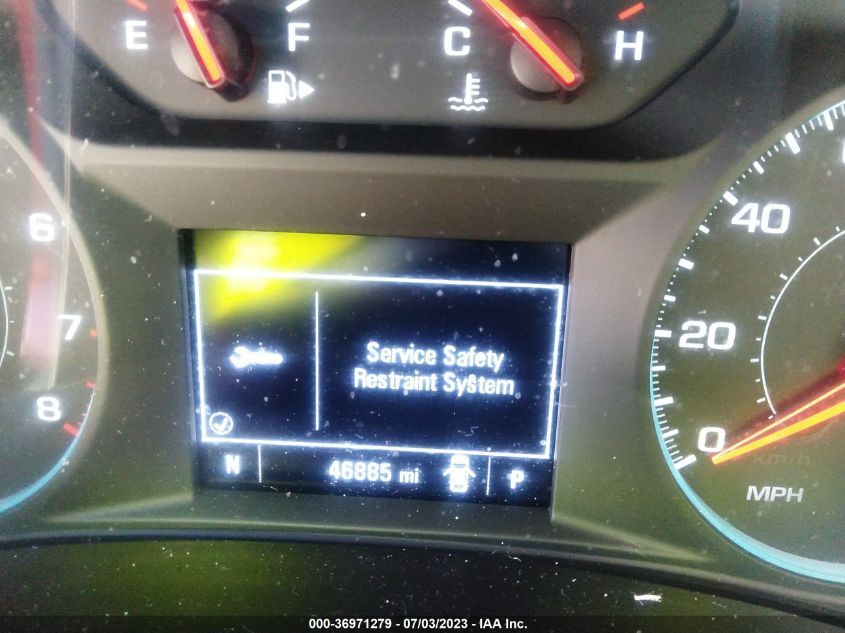 E F C H
6
7
8
40
20
0
km/h
MPH
Service Safety
Restraint System
N 46885 mi P
000-36971279 - 07/03/2023 - IAA Inc.